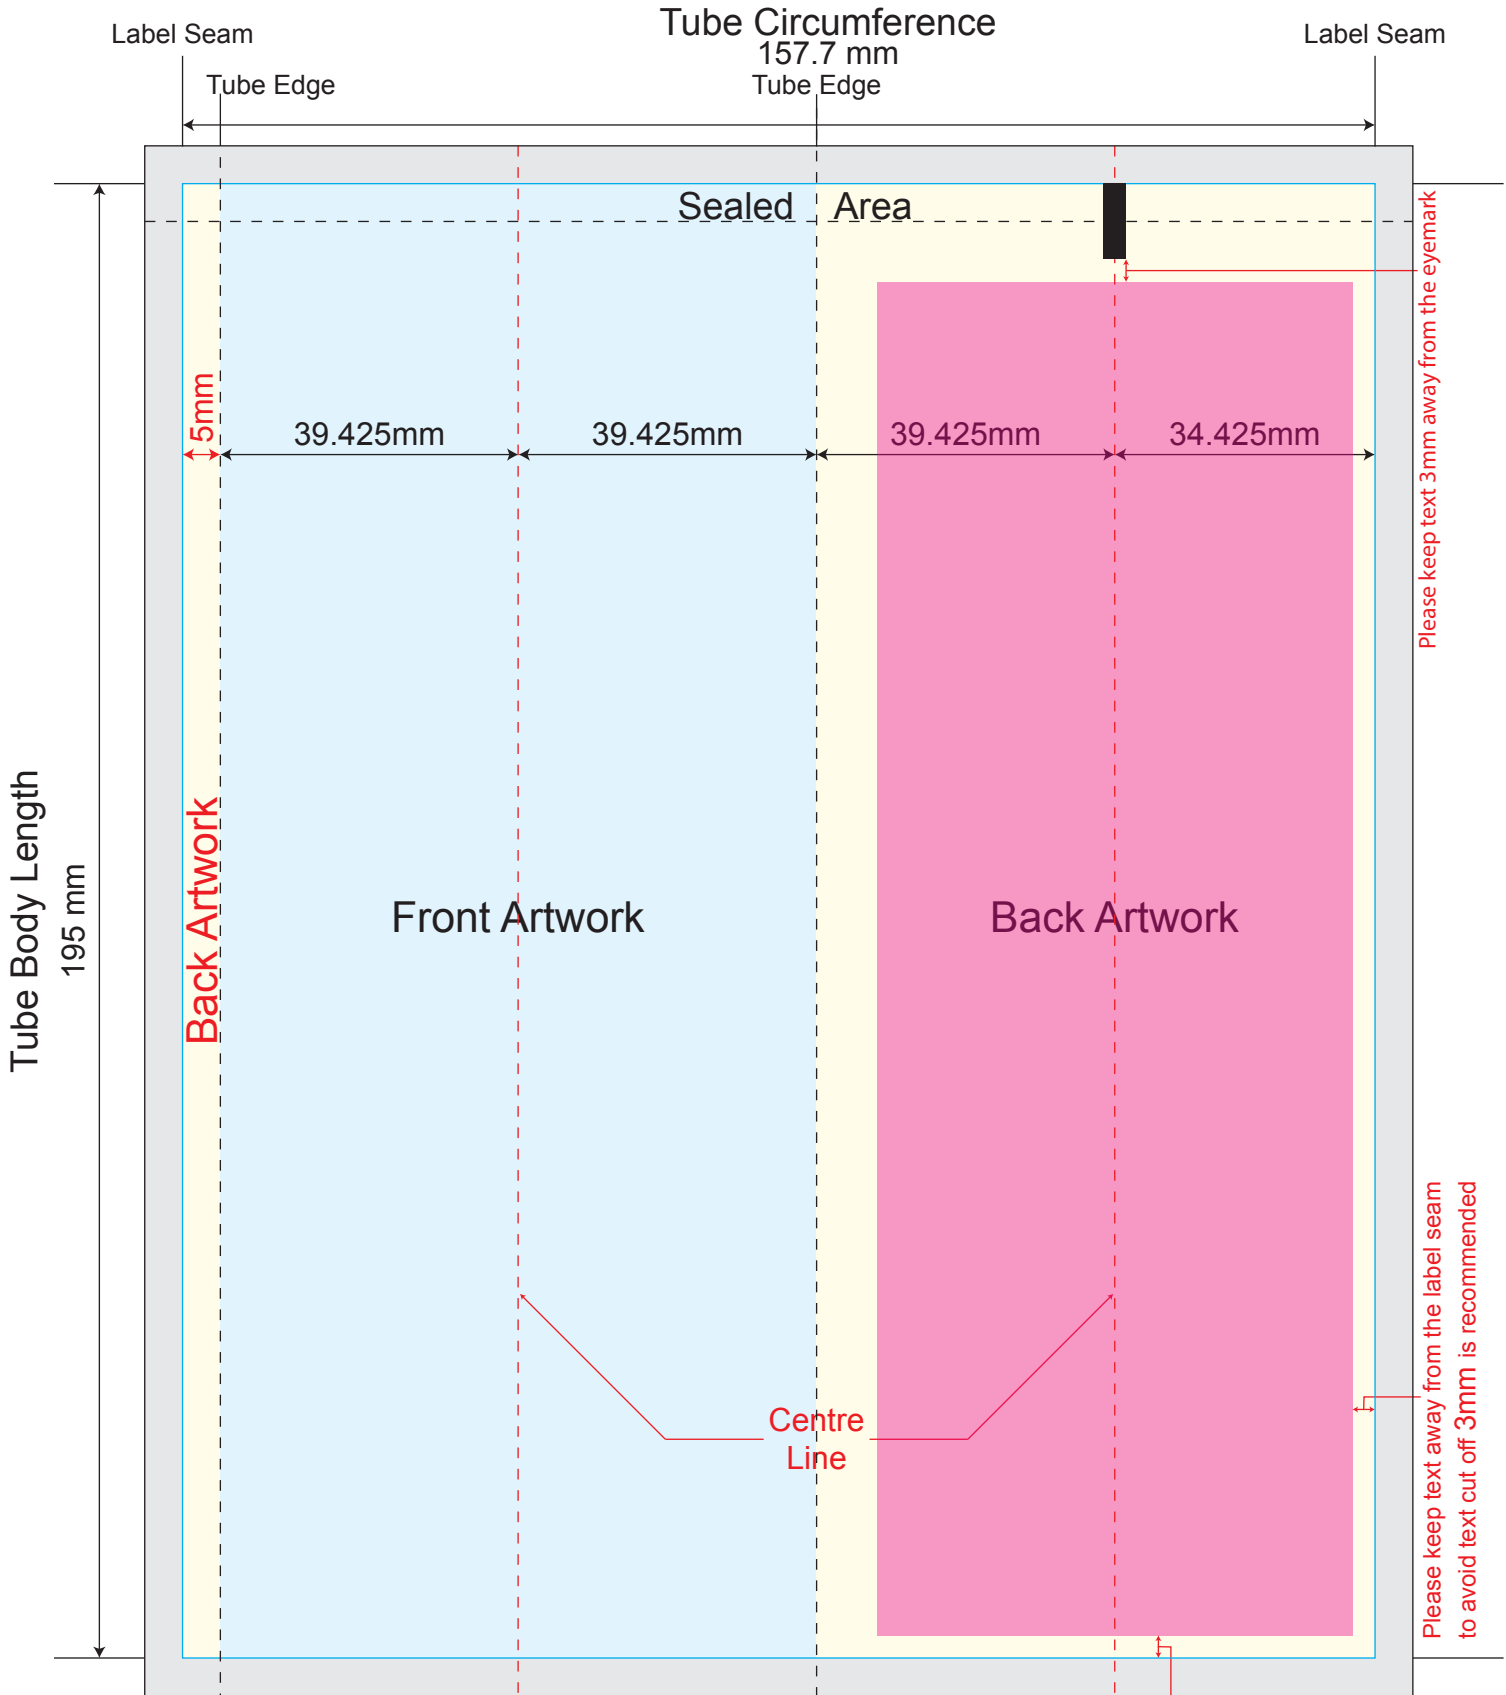 Tube Circumference
157.7 mm
Label Seam
Label Seam
Tube Edge
Tube Edge
Sealed Area
Please keep text 3mm away from the eyemark
5mm
39.425mm
39.425mm
39.425mm
34.425mm
Tube Body Length
195 mm
Back Artwork
Front Artwork
Back Artwork
Centre
Line
Please keep text away from the label seam
to avoid text cut off 3mm is recommended